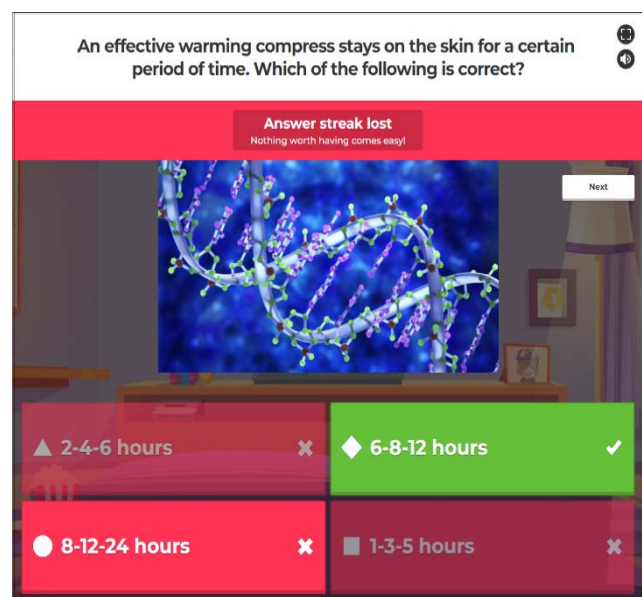 An effective warming compress stays on the skin for a certain
period of time. Which of the following is correct?
Answer streak lost
Nothing worth having comes easy!
Next
2-4-6 hours
6-8-12 hours
8-12-24 hours
1-3-5 hours